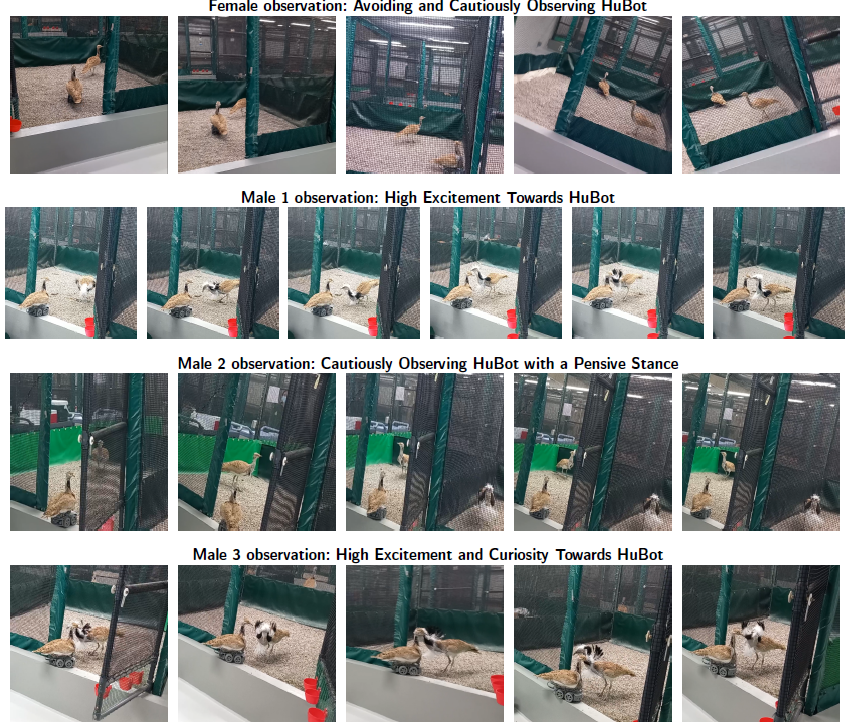 Female observation: Avoiding and Cautiously Observing HuBot
Male 1 observation: High Excitement Towards HuBot
Male 2 observation: Cautiously Observing HuBot with a Pensive Stance
Male 3 observation: High Excitement and Curiosity Towards HuBot